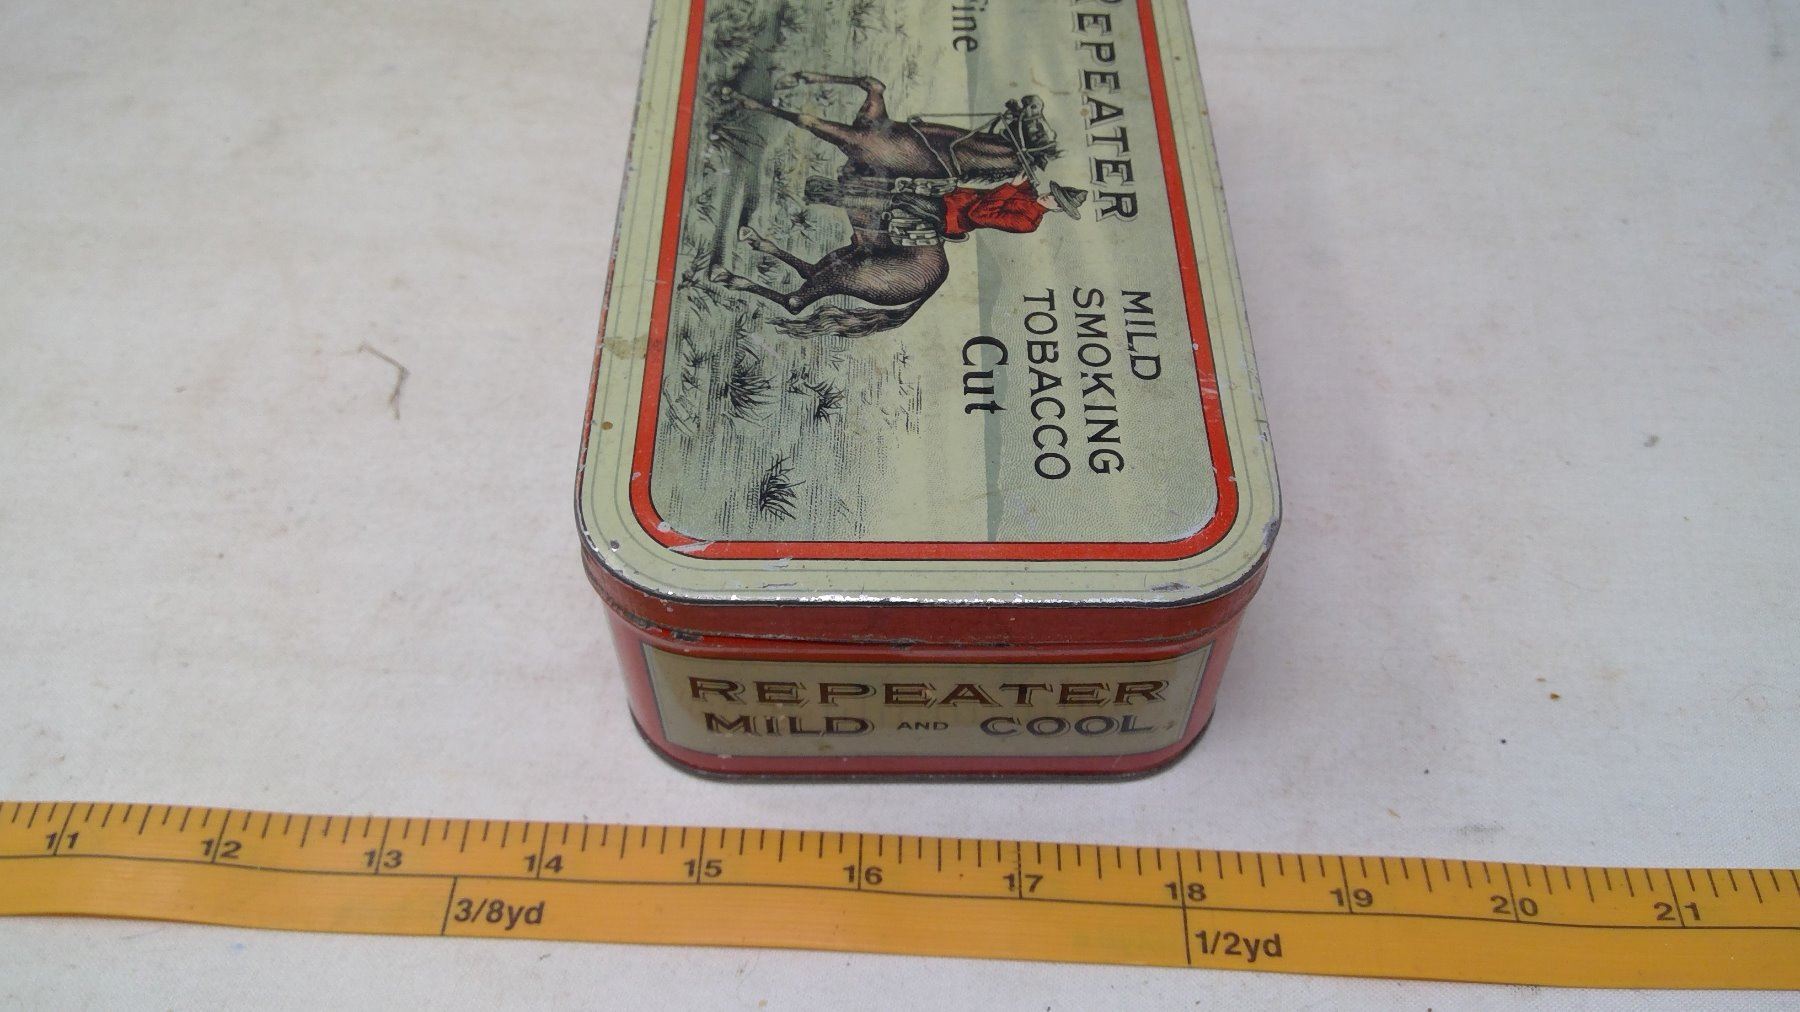 REPEATER
MILD
SMOKING
TOBACCO
Fine Cut
REPEATER
MILD AND COOL
11 12 13 14 15 16 17 18 19 20 21
3/8yd 1/2yd